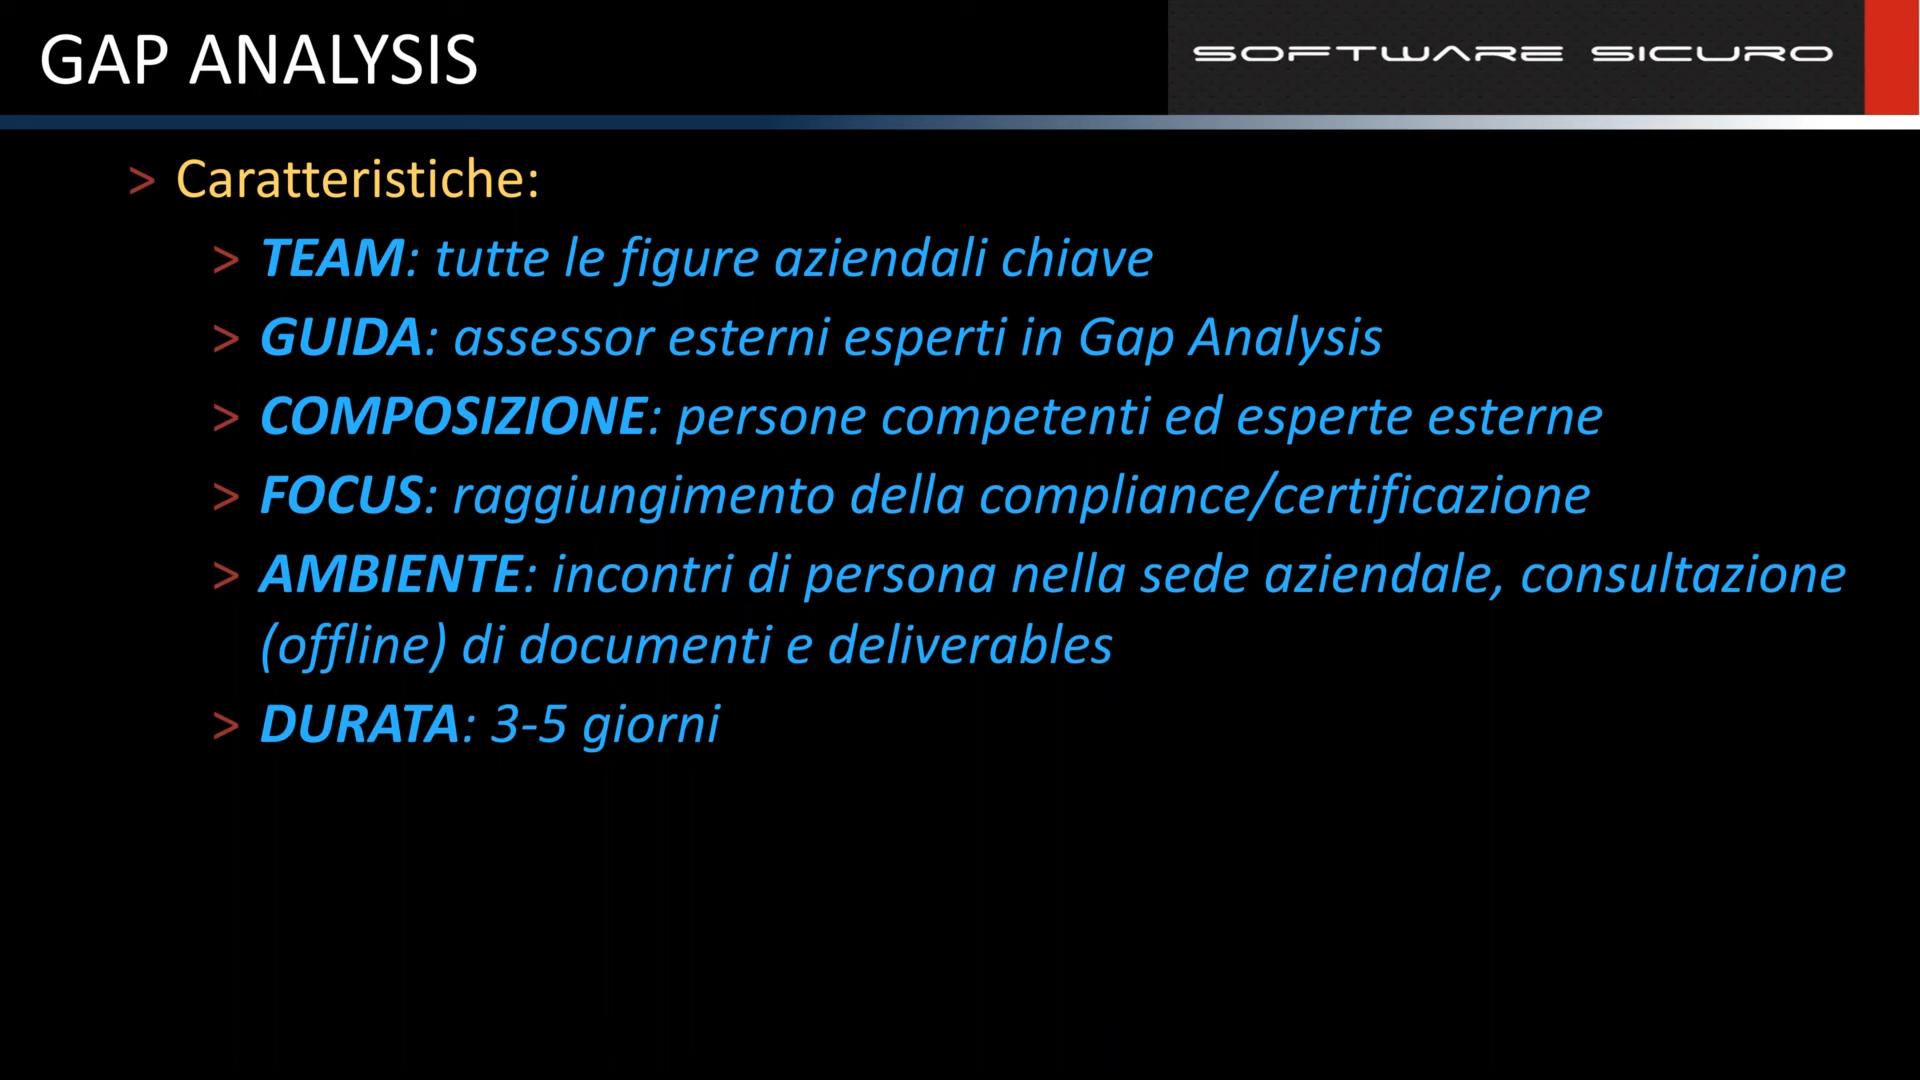 GAP ANALYSIS
SOFTWARE SICURO
> Caratteristiche:
> TEAM: tutte le figure aziendali chiave
> GUIDA: assessor esterni esperti in Gap Analysis
> COMPOSIZIONE: persone competenti ed esperte esterne
> FOCUS: raggiungimento della compliance/certificazione
> AMBIENTE: incontri di persona nella sede aziendale, consultazione
(offline) di documenti e deliverables
> DURATA: 3-5 giorni